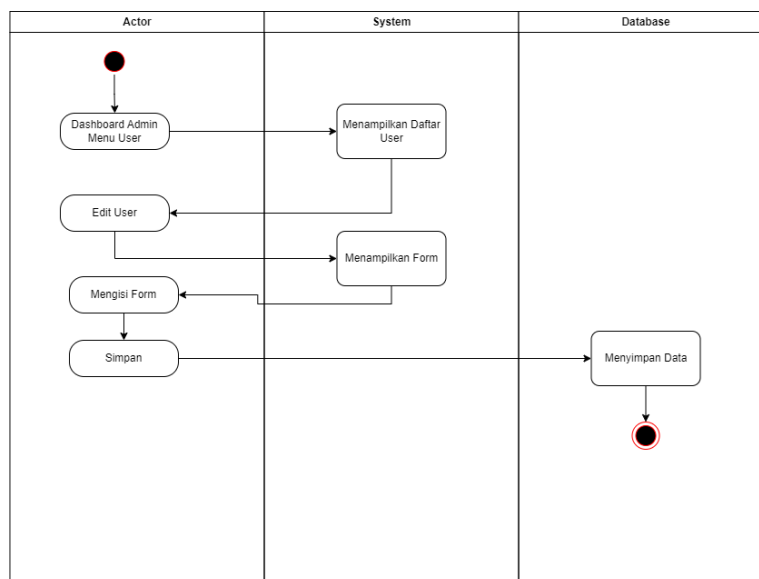 Actor
System
Database
Dashboard Admin
Menu User
Menampilkan Daftar
User
Edit User
Menampilkan Form
Mengisi Form
Simpan
Menyimpan Data